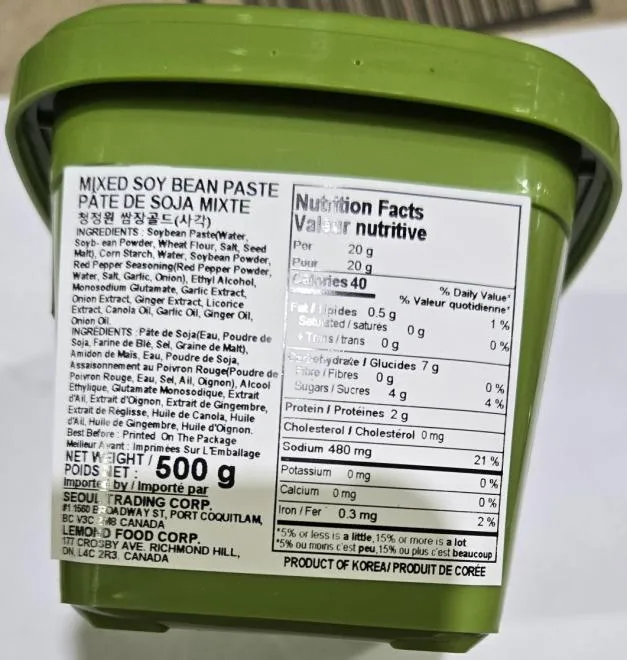 MIXED SOY BEAN PASTE
PÂTE DE SOJA MIXTE
청정원 쌈장골드(사각)
INGREDIENTS : Soybean Paste(Water,
Soyb- ean Powder, Wheat Flour, Salt, Seed
Malt), Corn Starch, Water, Soybean Powder,
Red Pepper Seasoning(Red Pepper Powder,
Water, Salt, Garlic, Onion), Ethyl Alcohol,
Monosodium Glutamate, Garlic Extract,
Onion Extract, Ginger Extract, Licorice
Extract, Canola Oil, Garlic Oil, Ginger Oil,
Onion Oil.
INGRÉDIENTS : Pâte de Soja(Eau, Poudre de
Soja, Farine de Blé, Sel, Graine de Malt),
Amidon de Maïs, Eau, Poudre de Soja,
Assaisonnement au Poivron Rouge(Poudre de
Poivron Rouge, Eau, Sel, Ail, Oignon), Alcool
Éthylique, Glutamate Monosodique, Extrait
d'Ail, Extrait d'Oignon, Extrait de Gingembre,
Extrait de Réglisse, Huile de Canola, Huile
d'Ail, Huile de Gingembre, Huile d'Oignon.
Best Before : Printed On The Package
Meilleur Avant : Imprimées Sur L'Emballage
NET WEIGHT /
POIDS NET : 500 g
Imported by / Importé par
SEOUL TRADING CORP.
#1 1560 BROADWAY ST, PORT COQUITLAM,
BC V3C 2M8 CANADA
LEMOND FOOD CORP.
177 CROSBY AVE. RICHMOND HILL,
ON, L4C 2R3. CANADA
Nutrition Facts
Valeur nutritive
Per 20 g
Pour 20 g
Calories 40
% Daily Value*
% Valeur quotidienne*
Fat / Lipides 0.5 g 1 %
Saturated / saturés 0 g
+ Trans / trans 0 g 0 %
Carbohydrate / Glucides 7 g
Fibre / Fibres 0 g 0 %
Sugars / Sucres 4 g 4 %
Protein / Protéines 2 g
Cholesterol / Cholestérol 0 mg
Sodium 480 mg 21 %
Potassium 0 mg 0 %
Calcium 0 mg 0 %
Iron / Fer 0.3 mg 2 %
*5% or less is a little, 15% or more is a lot
*5% ou moins c'est peu, 15% ou plus c'est beaucoup
PRODUCT OF KOREA/ PRODUIT DE CORÉE